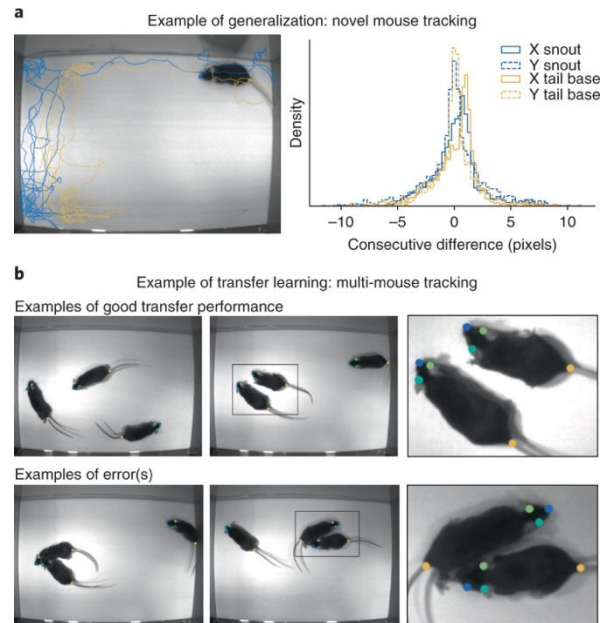 a
Example of generalization: novel mouse tracking
Density
X snout
Y snout
X tail base
Y tail base
−10
−5
0
5
10
Consecutive difference (pixels)
b
Example of transfer learning: multi-mouse tracking
Examples of good transfer performance
Examples of error(s)